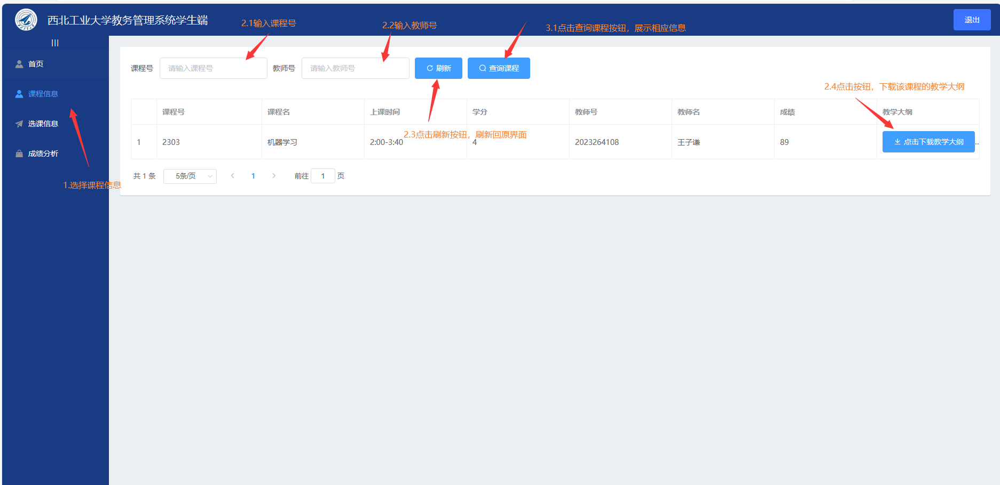 西北工业大学教务管理系统学生端
2.1输入课程号
2.2输入教师号
3.1点击查询课程按钮，展示相应信息
退出
首页
课程信息
选课信息
成绩分析
1.选择课程信息
课程号 请输入课程号 教师号 请输入教师号 刷新 查询课程
2.4点击按钮，下载该课程的教学大纲
课程号 课程名 上课时间 学分 教师号 教师名 成绩 教学大纲
2.3点击刷新按钮，刷新回原界面
1 2303 机器学习 2:00-3:40 4 2023264108 王子谦 89 点击下载教学大纲 ..
共 1 条 5条/页 1 前往 1 页